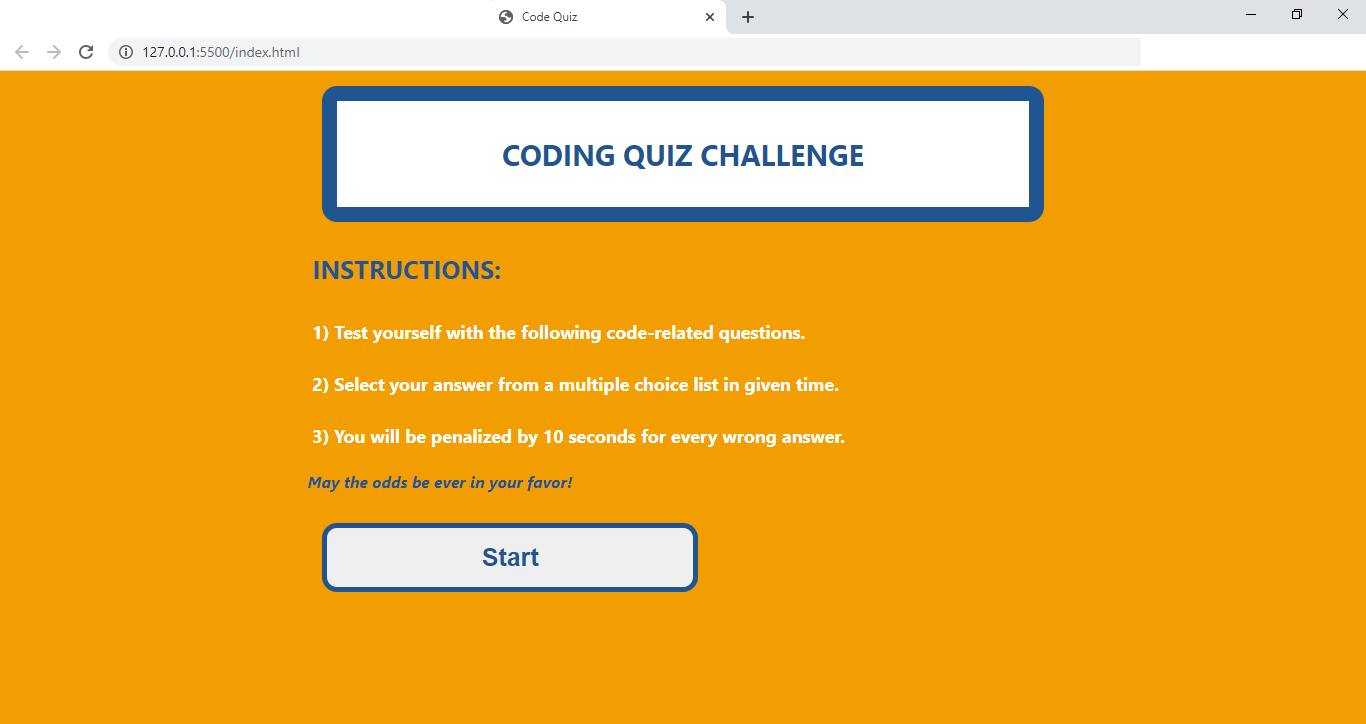 Code Quiz
127.0.0.1:5500/index.html
CODING QUIZ CHALLENGE
INSTRUCTIONS:
1) Test yourself with the following code-related questions.
2) Select your answer from a multiple choice list in given time.
3) You will be penalized by 10 seconds for every wrong answer.
May the odds be ever in your favor!
Start